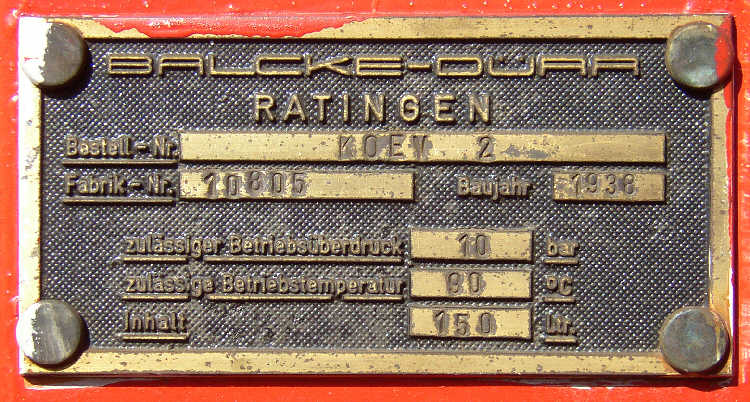 BALCKE-DÜRR
RATINGEN
Bestell-Nr. KOEV. 2
Fabrik-Nr. 10805 Baujahr 1938
zulässiger Betriebsüberdruck 10 bar
zulässige Betriebstemperatur 90 °C
Inhalt 150 Ltr.